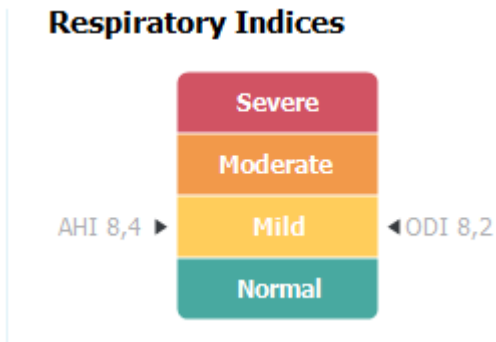 Respiratory Indices
Severe
Moderate
AHI 8,4 Mild ODI 8,2
Normal